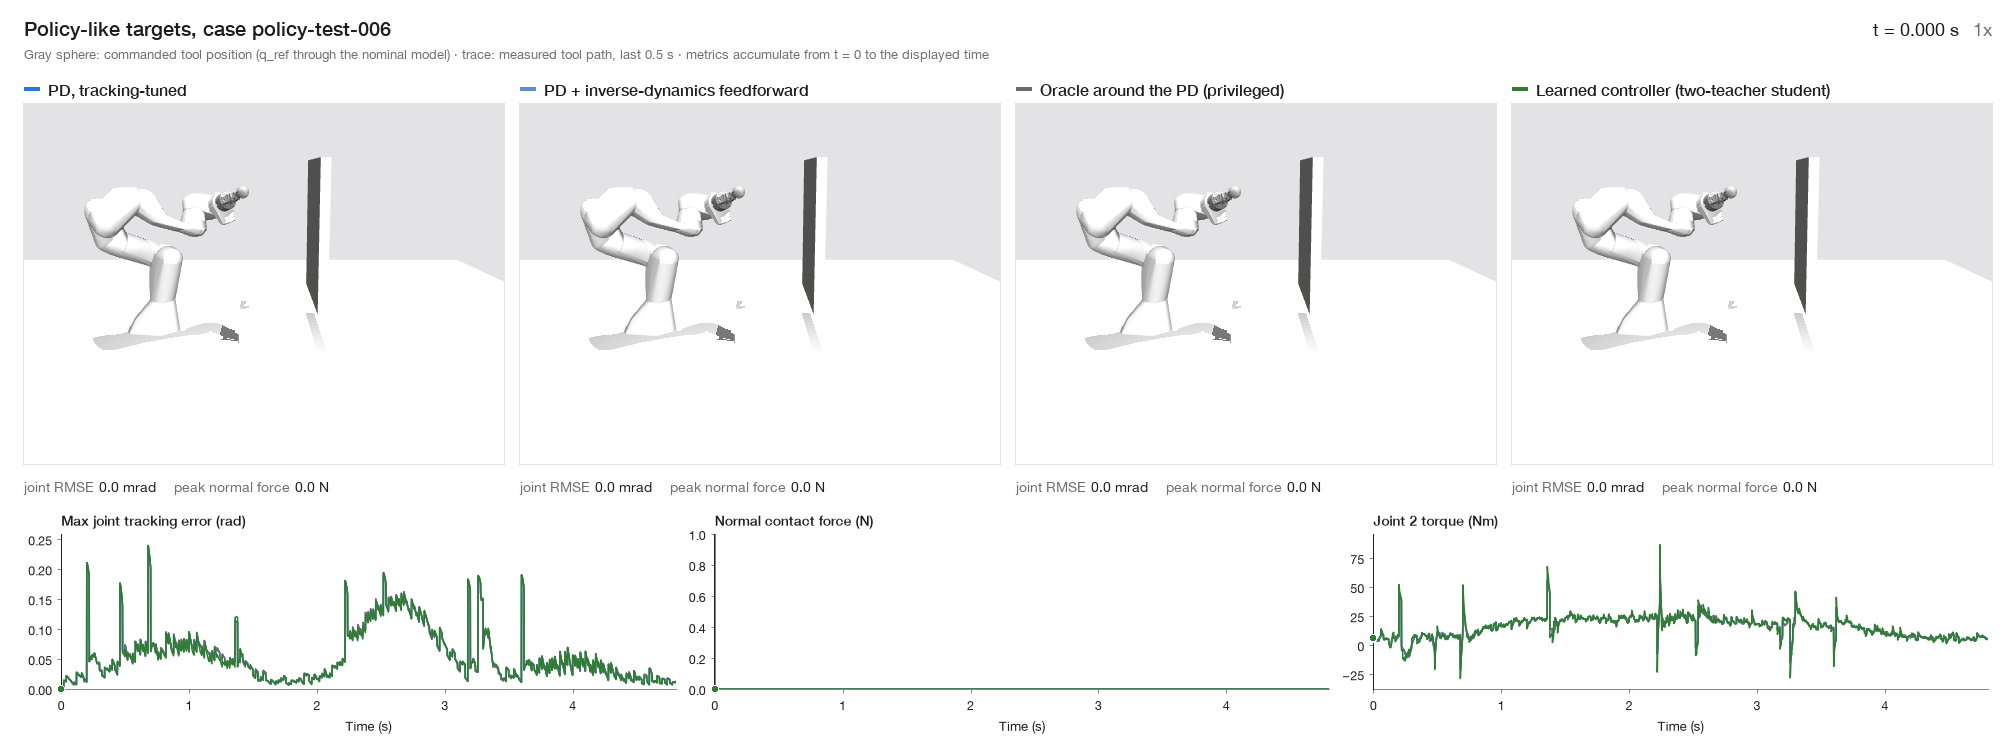 Policy-like targets, case policy-test-006
t = 0.000 s 1x
Gray sphere: commanded tool position (q_ref through the nominal model) · trace: measured tool path, last 0.5 s · metrics accumulate from t = 0 to the displayed time
PD, tracking-tuned
PD + inverse-dynamics feedforward
Oracle around the PD (privileged)
Learned controller (two-teacher student)
joint RMSE 0.0 mrad peak normal force 0.0 N
joint RMSE 0.0 mrad peak normal force 0.0 N
joint RMSE 0.0 mrad peak normal force 0.0 N
joint RMSE 0.0 mrad peak normal force 0.0 N
Max joint tracking error (rad)
0.25
0.20
0.15
0.10
0.05
0.00
0 1 2 3 4
Time (s)
Normal contact force (N)
1.0
0.8
0.6
0.4
0.2
0.0
0 1 2 3 4
Time (s)
Joint 2 torque (Nm)
75
50
25
0
−25
0 1 2 3 4
Time (s)